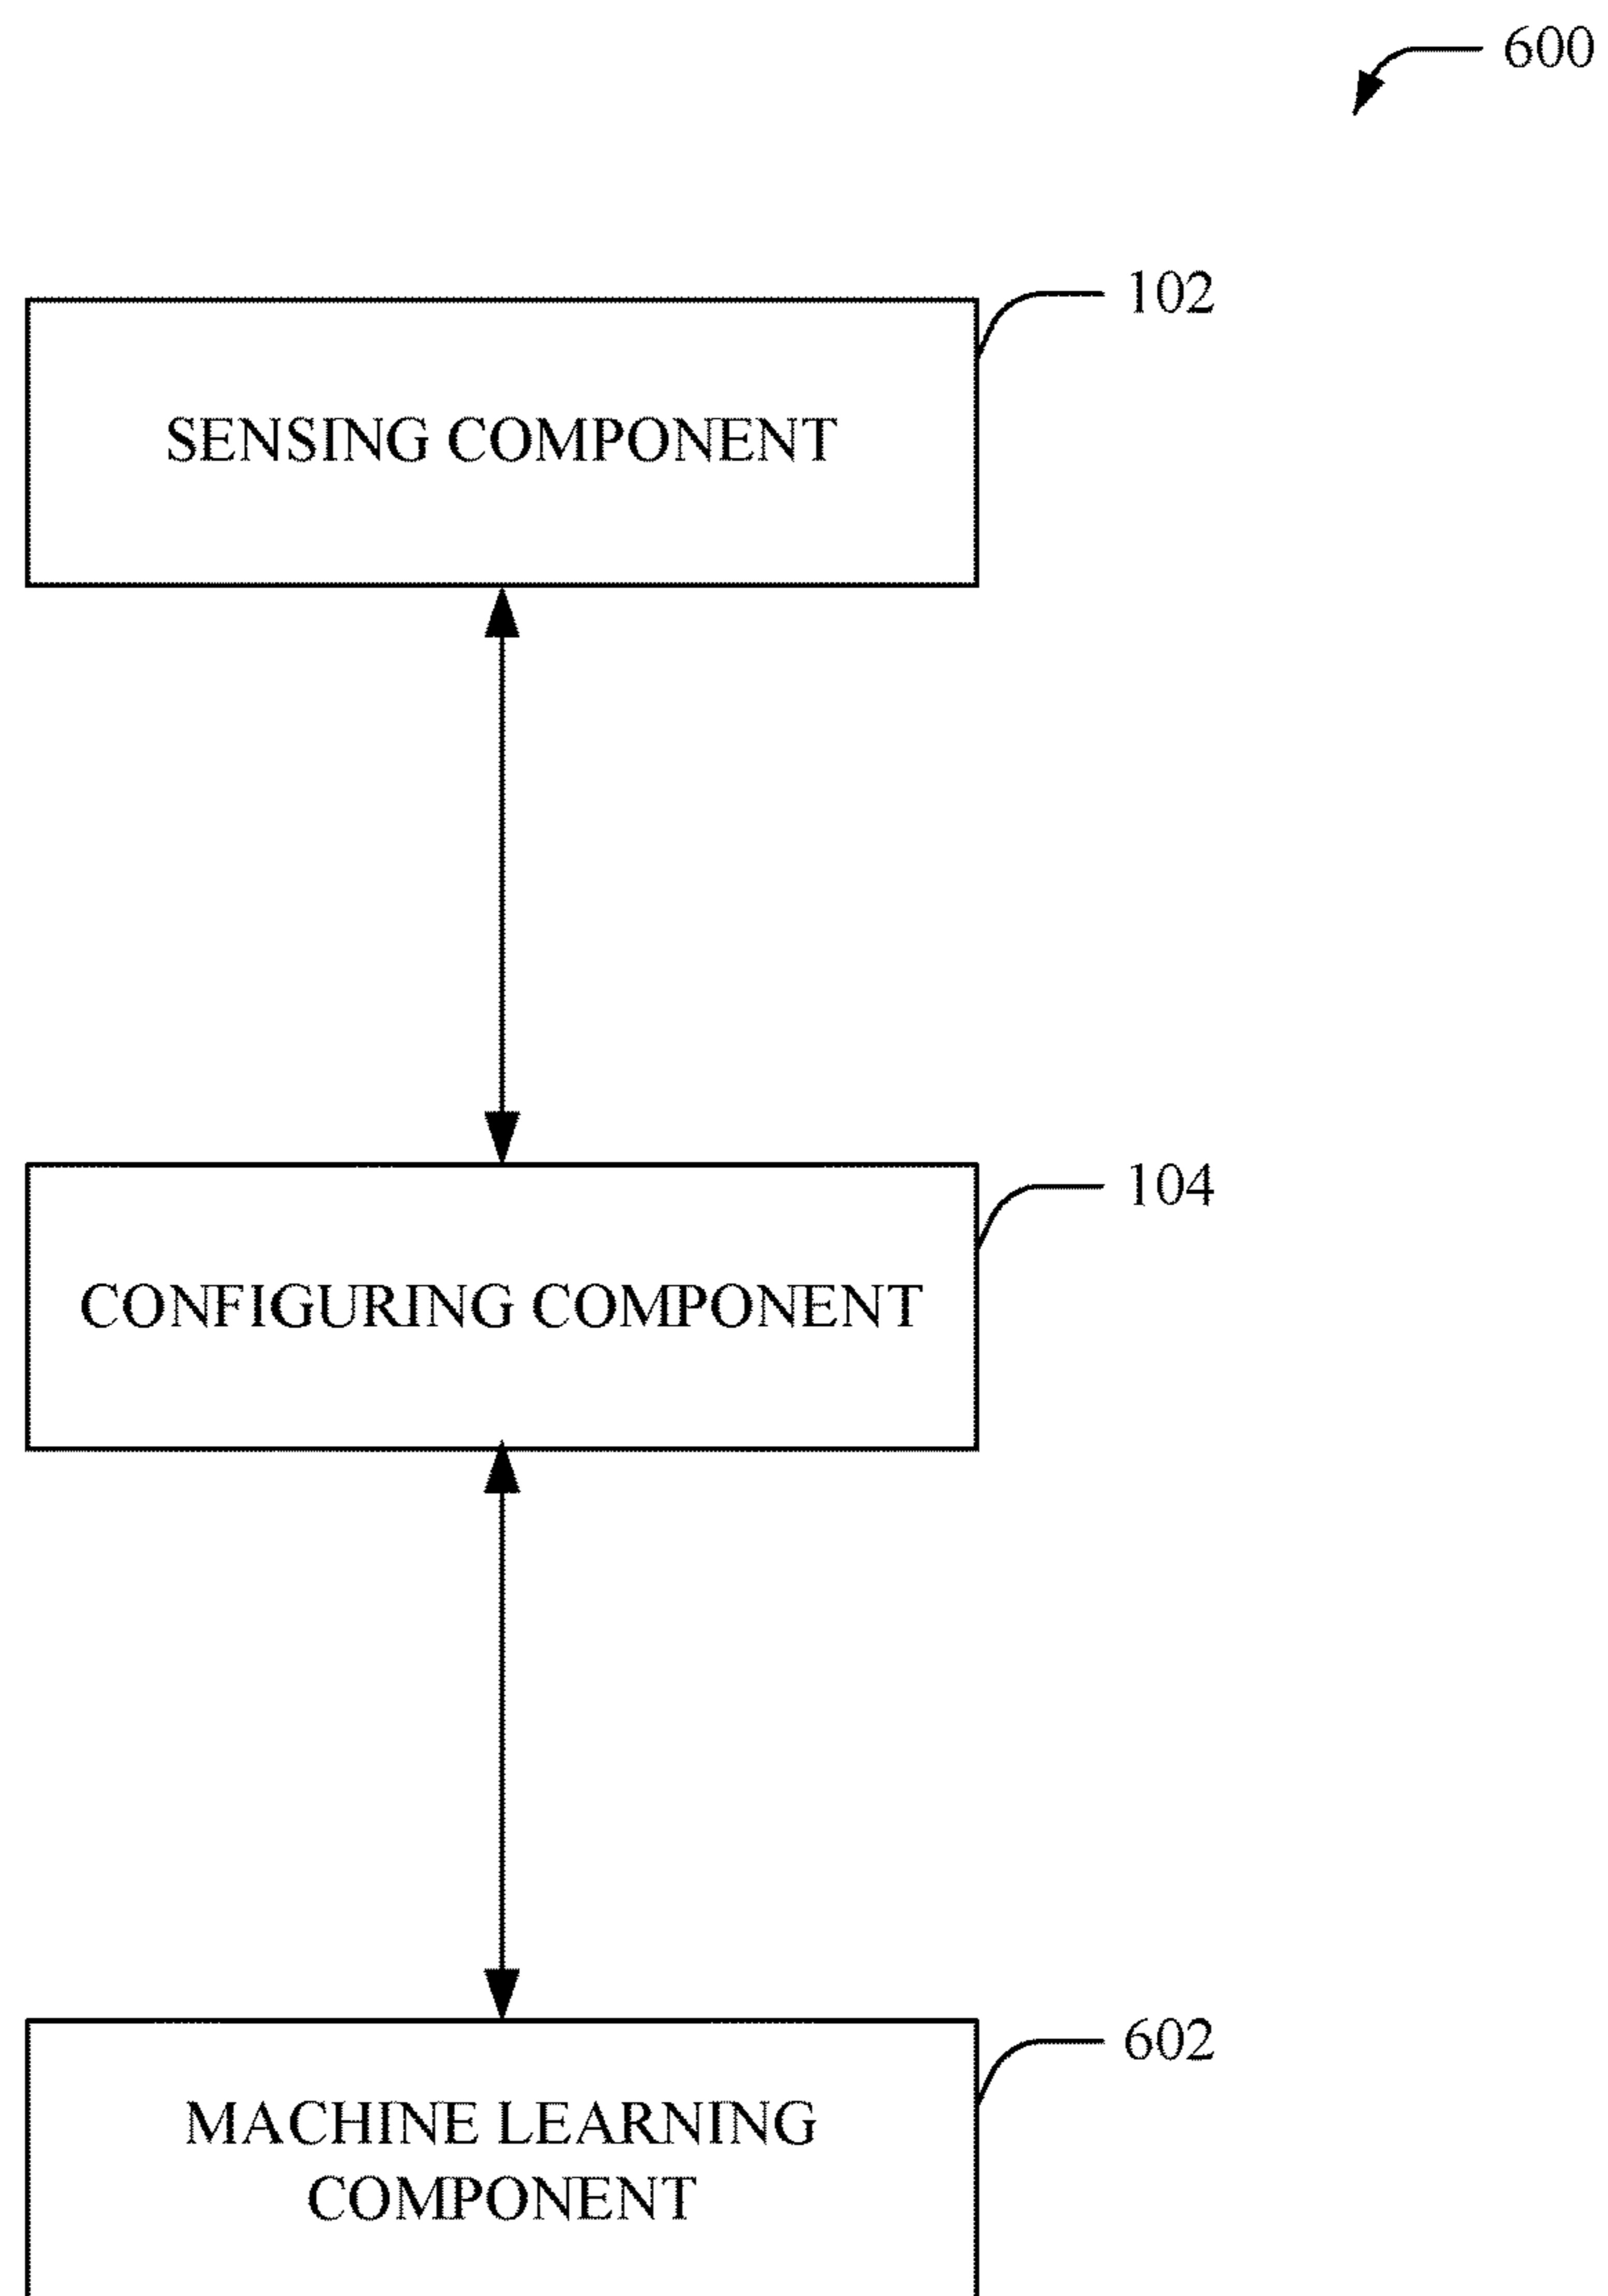 600
102
SENSING COMPONENT
104
CONFIGURING COMPONENT
602
MACHINE LEARNING
COMPONENT